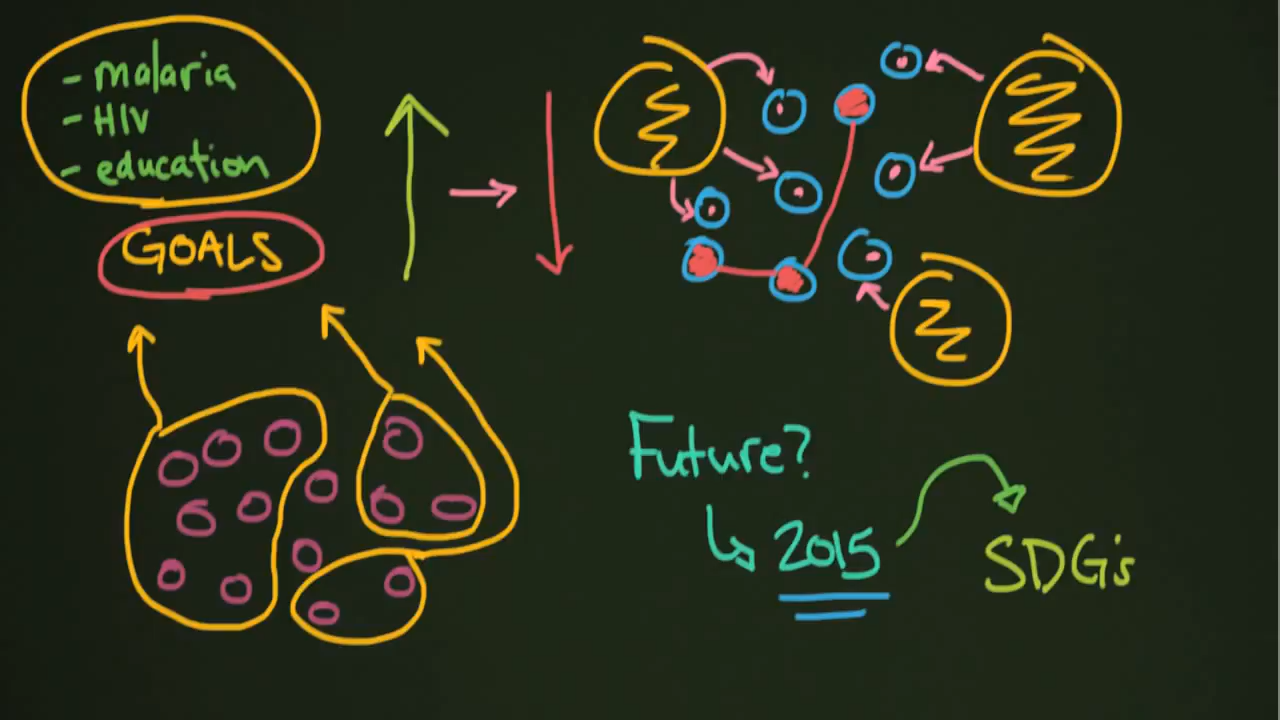 - malaria
- HIV
- education
GOALS
Future?
2015
SDG's